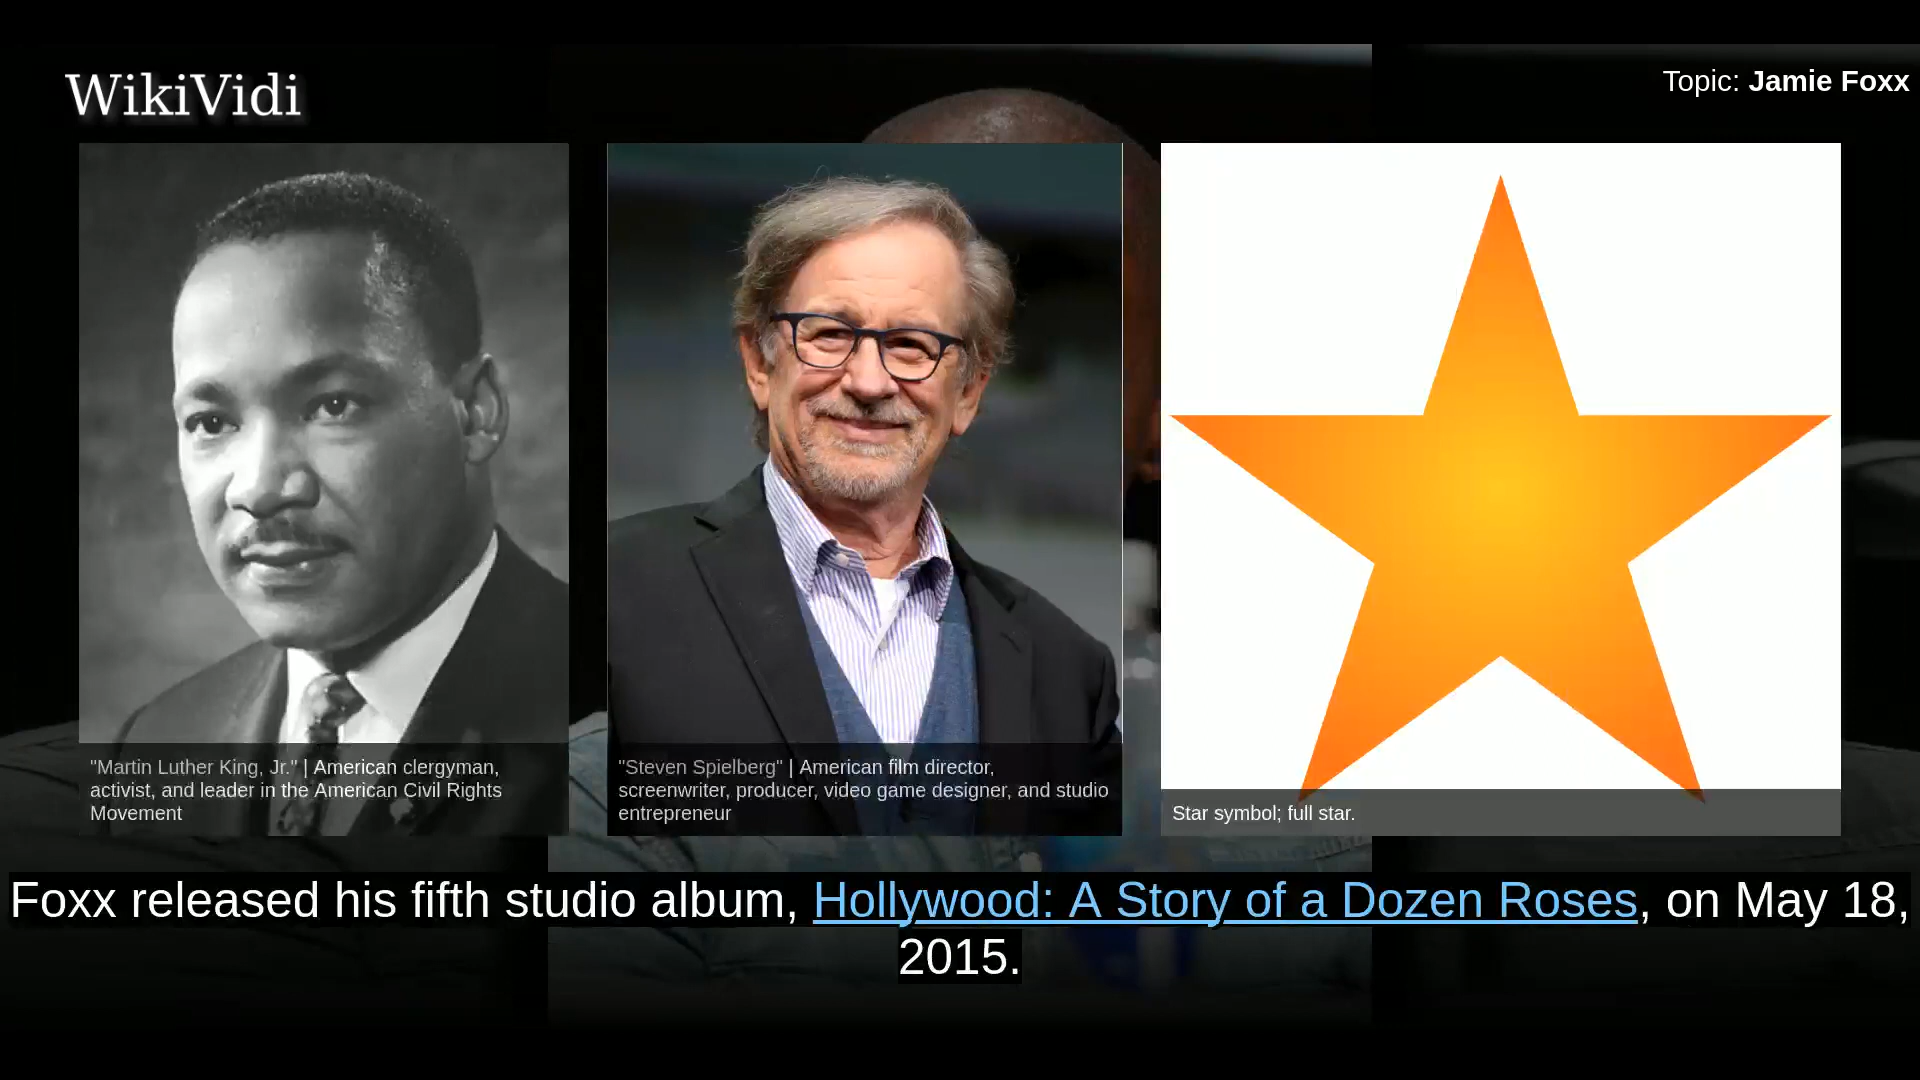 WikiVidi
Topic: Jamie Foxx
"Martin Luther King, Jr." | American clergyman,
activist, and leader in the American Civil Rights
Movement
"Steven Spielberg" | American film director,
screenwriter, producer, video game designer, and studio
entrepreneur
Star symbol; full star.
Foxx released his fifth studio album, Hollywood: A Story of a Dozen Roses, on May 18,
2015.